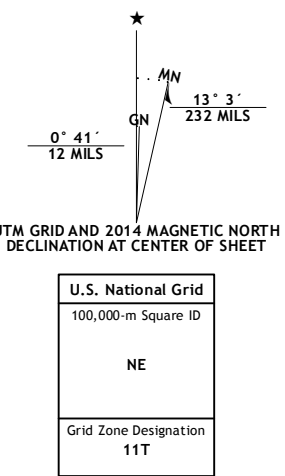 ★
MN
13° 3´
232 MILS
GN
0° 41´
12 MILS
UTM GRID AND 2014 MAGNETIC NORTH
DECLINATION AT CENTER OF SHEET
U.S. National Grid
100,000-m Square ID
NE
Grid Zone Designation
11T